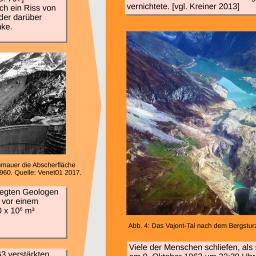 ch ein Riss von
der darüber
ke.
mauer die Abscherfläche
960. Quelle: Venet01 2017.
egten Geologen
vor einem
0 x 10⁶ m³
63 verstärkten
vernichtete. [vgl. Kreiner 2013]
Abb. 4: Das Vajont-Tal nach dem Bergsturz
Viele der Menschen schliefen, als